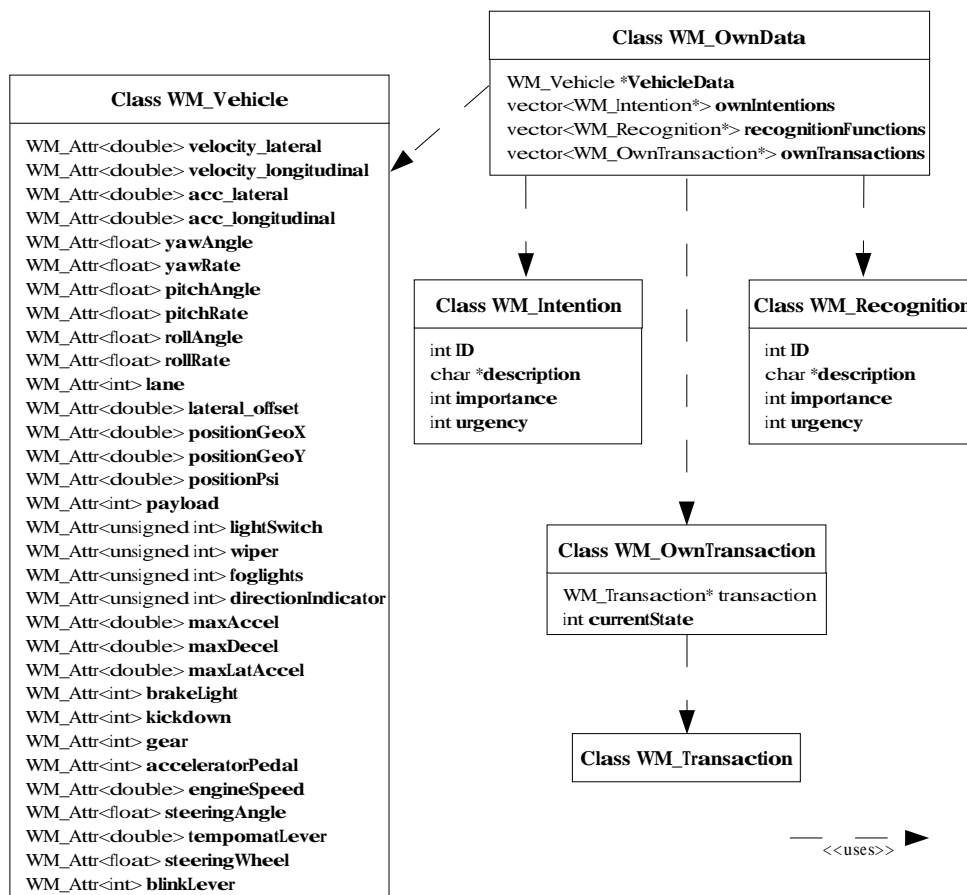 Class WM_OwnData
WM_Vehicle *VehicleData
vector<WM_Intention*> ownIntentions
vector<WM_Recognition*> recognitionFunctions
vector<WM_OwnTransaction*> ownTransactions
Class WM_Vehicle
WM_Attr<double> velocity_lateral
WM_Attr<double> velocity_longitudinal
WM_Attr<double> acc_lateral
WM_Attr<double> acc_longitudinal
WM_Attr<float> yawAngle
WM_Attr<float> yawRate
WM_Attr<float> pitchAngle
WM_Attr<float> pitchRate
WM_Attr<float> rollAngle
WM_Attr<float> rollRate
WM_Attr<int> lane
WM_Attr<double> lateral_offset
WM_Attr<double> positionGeoX
WM_Attr<double> positionGeoY
WM_Attr<double> positionPsi
WM_Attr<int> payload
WM_Attr<unsigned int> lightSwitch
WM_Attr<unsigned int> wiper
WM_Attr<unsigned int> foglights
WM_Attr<unsigned int> directionIndicator
WM_Attr<double> maxAccel
WM_Attr<double> maxDecel
WM_Attr<double> maxLatAccel
WM_Attr<int> brakeLight
WM_Attr<int> kickdown
WM_Attr<int> gear
WM_Attr<int> acceleratorPedal
WM_Attr<double> engineSpeed
WM_Attr<float> steeringAngle
WM_Attr<double> tempomatLever
WM_Attr<float> steeringWheel
WM_Attr<int> blinkLever
Class WM_Intention
int ID
char *description
int importance
int urgency
Class WM_Recognition
int ID
char *description
int importance
int urgency
Class WM_OwnTransaction
WM_Transaction* transaction
int currentState
Class WM_Transaction
<<uses>>